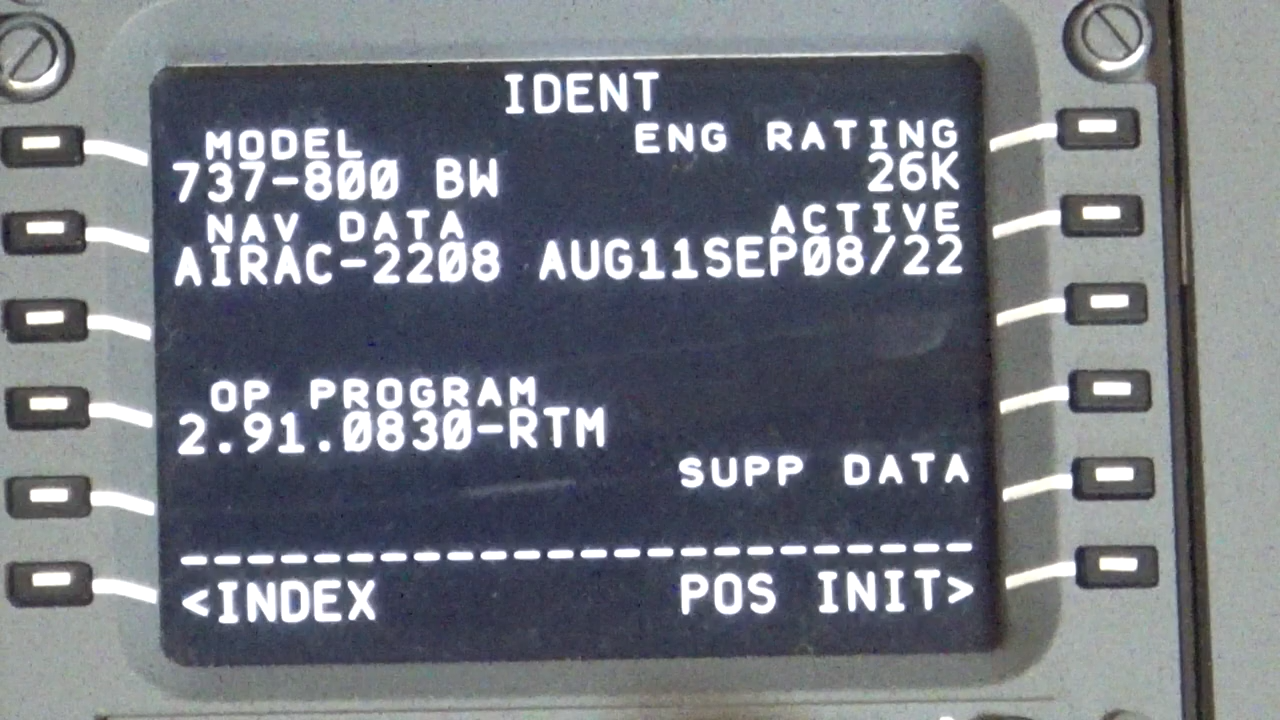 IDENT
MODEL ENG RATING
737-800 BW 26K
NAV DATA ACTIVE
AIRAC-2208 AUG11SEP08/22
OP PROGRAM
2.91.0830-RTM
SUPP DATA
------------------------
<INDEX POS INIT>